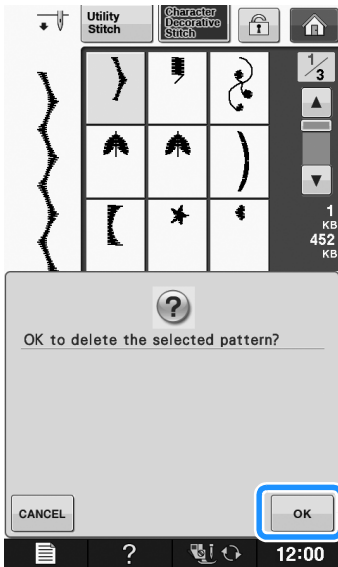 Utility
Stitch
Character
Decorative
Stitch
1/3
1
KB
452
KB
?
OK to delete the selected pattern?
CANCEL
OK
?
12:00